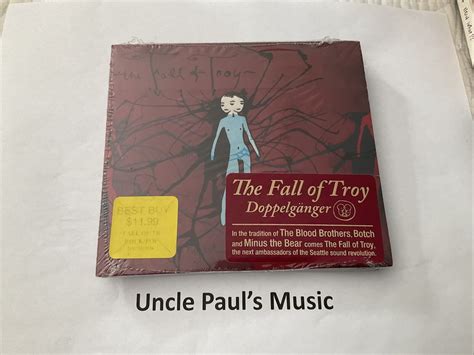 the fall of troy
The Fall of Troy
Doppelgänger
In the tradition of The Blood Brothers, Botch
and Minus the Bear comes The Fall of Troy,
the next ambassadors of the Seattle sound revolution.
BEST BUY
$11.99
Uncle Paul's Music